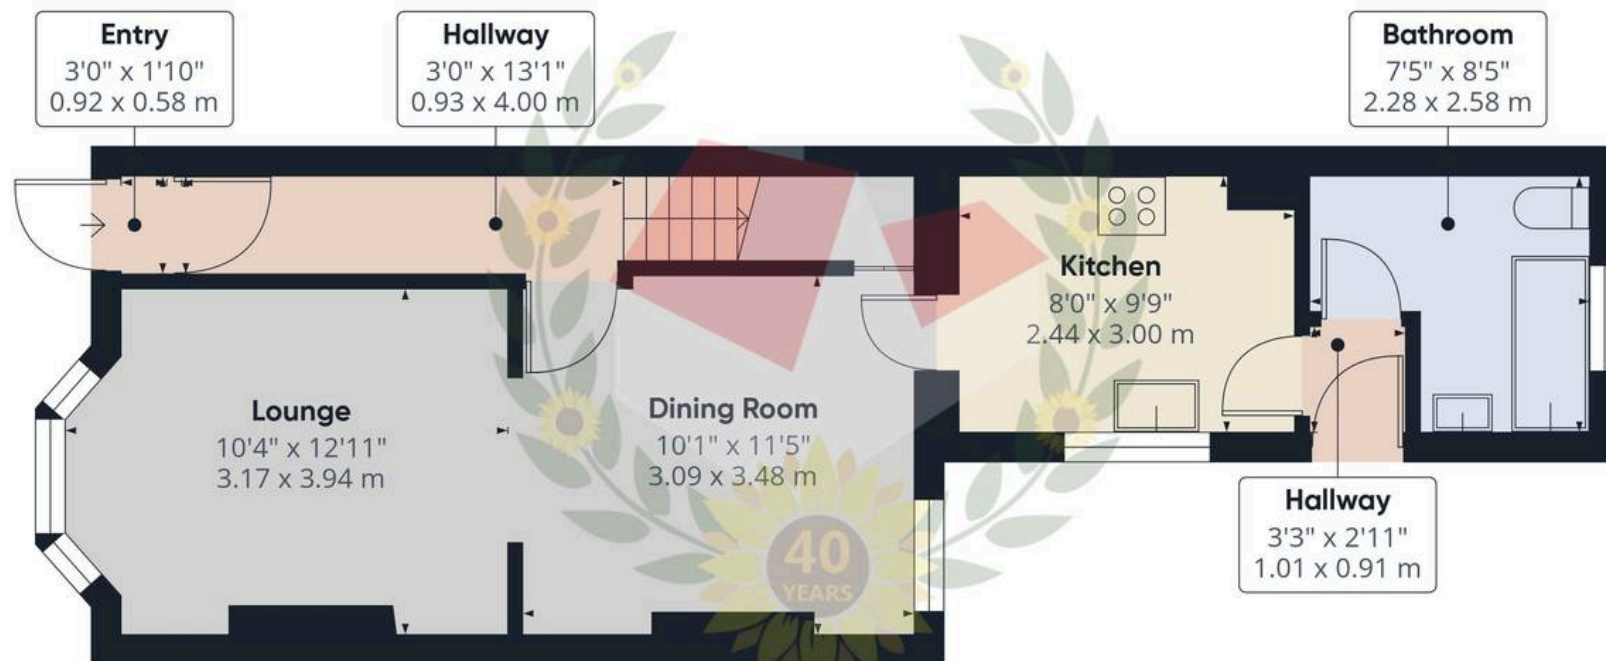 Entry
3'0" x 1'10"
0.92 x 0.58 m
Hallway
3'0" x 13'1"
0.93 x 4.00 m
Bathroom
7'5" x 8'5"
2.28 x 2.58 m
Kitchen
8'0" x 9'9"
2.44 x 3.00 m
Lounge
10'4" x 12'11"
3.17 x 3.94 m
Dining Room
10'1" x 11'5"
3.09 x 3.48 m
Hallway
3'3" x 2'11"
1.01 x 0.91 m
40
YEARS